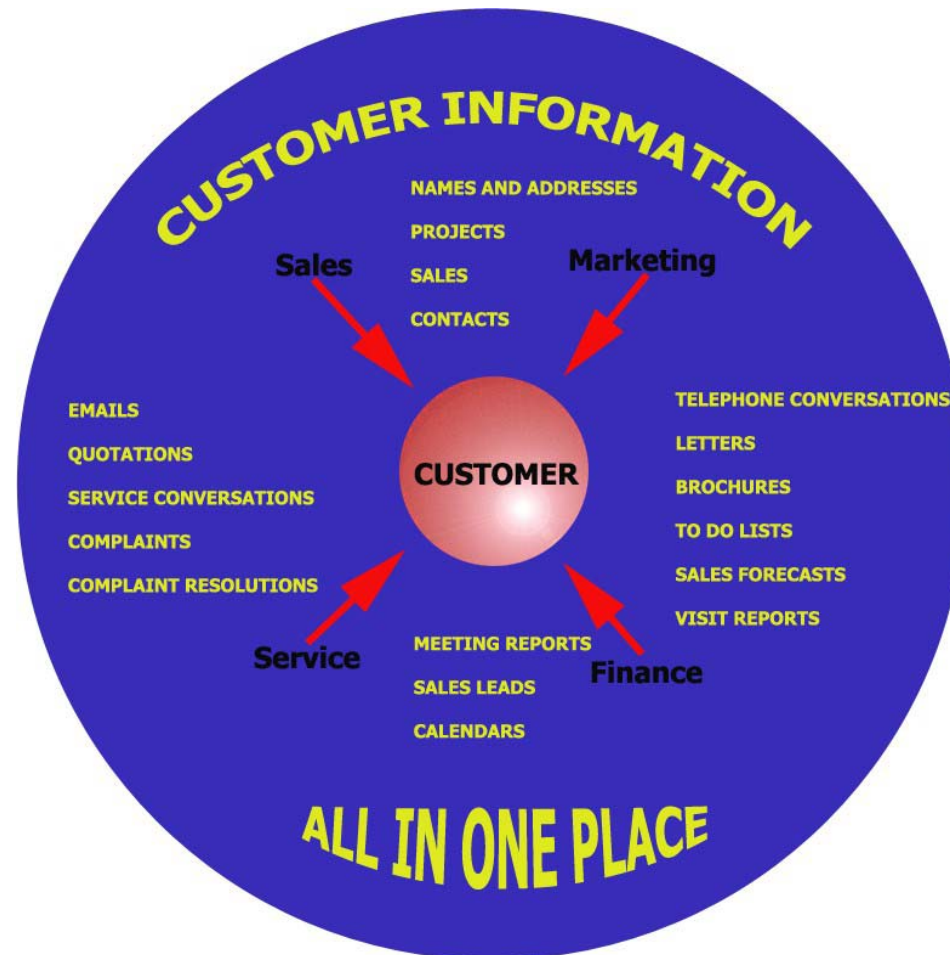 CUSTOMER INFORMATION
NAMES AND ADDRESSES
PROJECTS
SALES
CONTACTS
Sales
Marketing
EMAILS
QUOTATIONS
SERVICE CONVERSATIONS
COMPLAINTS
COMPLAINT RESOLUTIONS
CUSTOMER
TELEPHONE CONVERSATIONS
LETTERS
BROCHURES
TO DO LISTS
SALES FORECASTS
VISIT REPORTS
Service
Finance
MEETING REPORTS
SALES LEADS
CALENDARS
ALL IN ONE PLACE